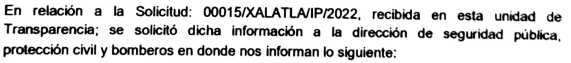 En relación a la Solicitud: 00015/XALATLA/IP/2022, recibida en esta unidad de
Transparencia; se solicitó dicha información a la dirección de seguridad pública,
protección civil y bomberos en donde nos informan lo siguiente: